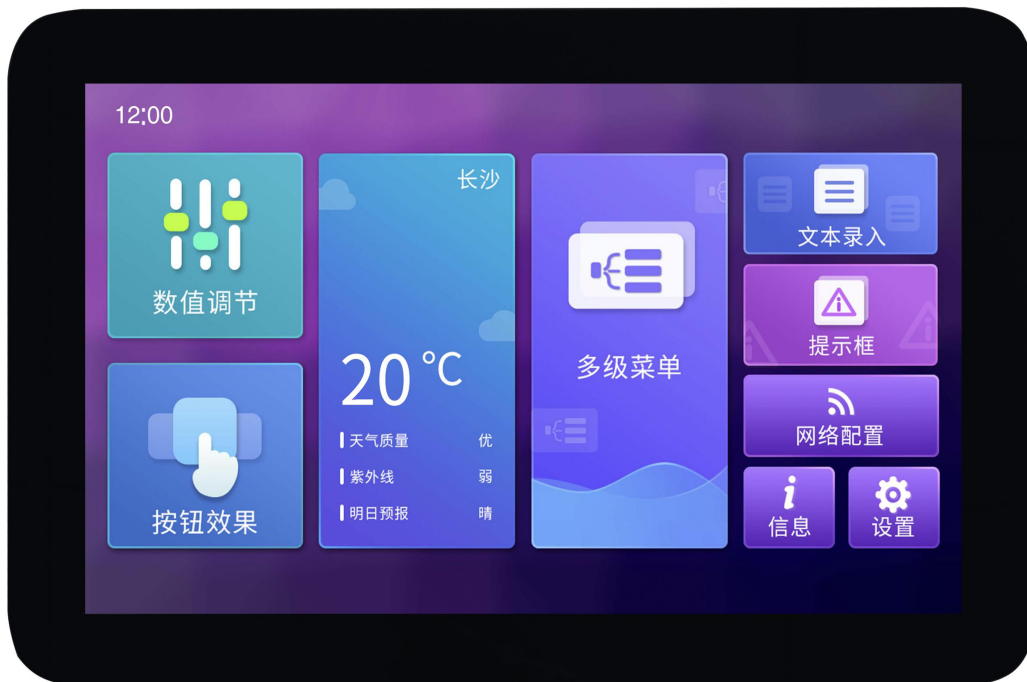 12:00
数值调节
按钮效果
长沙
20 ℃
天气质量 优
紫外线 弱
明日预报 晴
多级菜单
文本录入
提示框
网络配置
信息
设置